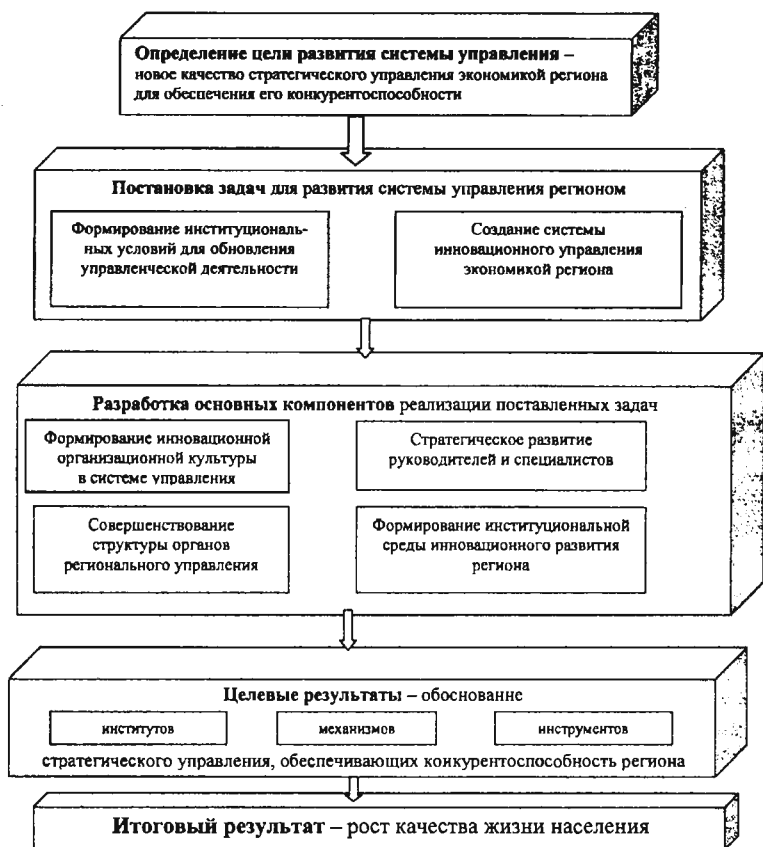 Определение цели развития системы управления –
новое качество стратегического управления экономикой региона
для обеспечения его конкурентоспособности
Постановка задач для развития системы управления регионом
Формирование институциональ-
ных условий для обновления
управленческой деятельности
Создание системы
инновационного управления
экономикой региона
Разработка основных компонентов реализации поставленных задач
Формирование инновационной
организационной культуры
в системе управления
Стратегическое развитие
руководителей и специалистов
Совершенствование
структуры органов
регионального управления
Формирование институциональной
среды инновационного развития
региона
Целевые результаты – обоснование
институтов
механизмов
инструментов
стратегического управления, обеспечивающих конкурентоспособность региона
Итоговый результат – рост качества жизни населения